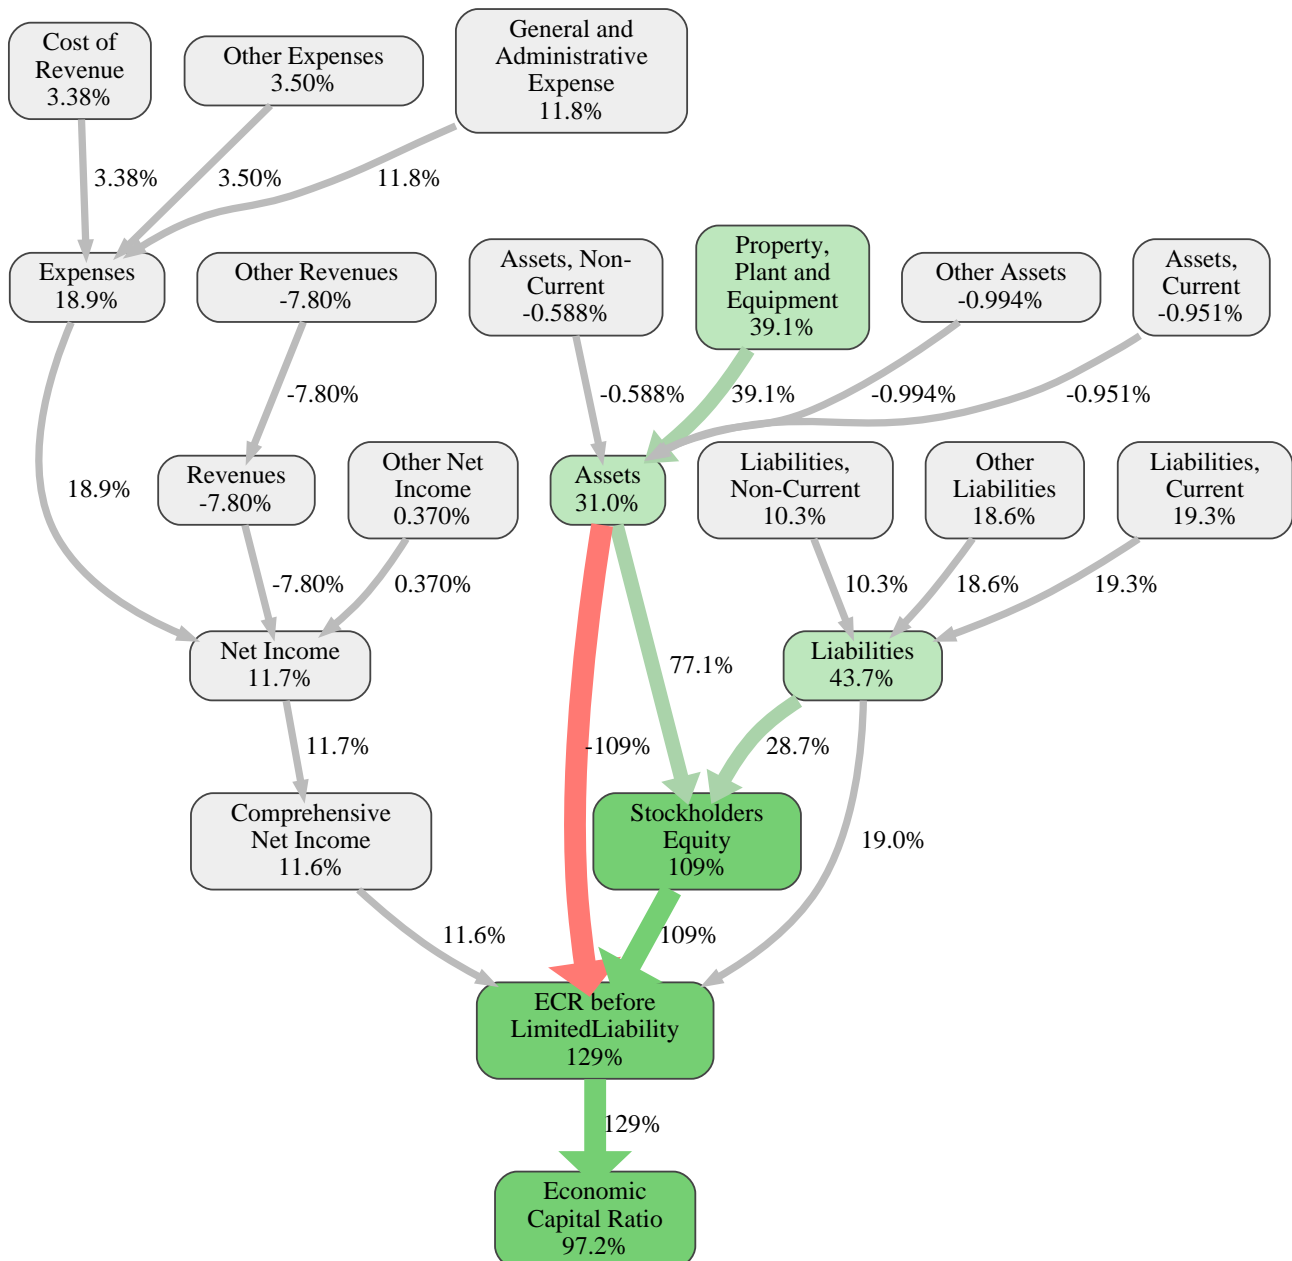 Cost of
Revenue
3.38%
Other Expenses
3.50%
General and
Administrative
Expense
11.8%
3.38%
3.50%
11.8%
Expenses
18.9%
Other Revenues
-7.80%
Assets, Non-
Current
-0.588%
Property,
Plant and
Equipment
39.1%
Other Assets
-0.994%
Assets,
Current
-0.951%
-7.80%
-0.588%
39.1%
-0.994%
-0.951%
18.9%
Revenues
-7.80%
Other Net
Income
0.370%
Assets
31.0%
Liabilities,
Non-Current
10.3%
Other
Liabilities
18.6%
Liabilities,
Current
19.3%
-7.80%
0.370%
10.3%
18.6%
19.3%
Net Income
11.7%
77.1%
Liabilities
43.7%
11.7%
-109%
28.7%
Comprehensive
Net Income
11.6%
Stockholders
Equity
109%
19.0%
11.6%
109%
ECR before
LimitedLiability
129%
129%
Economic
Capital Ratio
97.2%